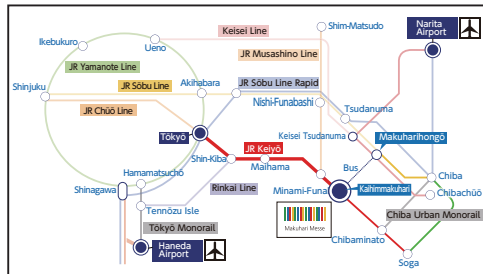 Keisei Line
Shim-Matsudo
Narita
Airport
Ikebukuro
Ueno
JR Musashino Line
JR Yamanote Line
Shinjuku
JR Sōbu Line
Akihabara
JR Sōbu Line Rapid
JR Chūō Line
Nishi-Funabashi
Tsudanuma
Tōkyō
Keisei Tsudanuma
JR Keiyō
Makuharihongō
Shin-Kiba
Maihama
Bus
Hamamatsuchō
Chiba
Shinagawa
Rinkai Line
Minami-Funa
Kaihimmakuhari
Chibachūō
Tennōzu Isle
Makuhari Messe
Chiba Urban Monorail
Tōkyō Monorail
Chibaminato
Haneda
Airport
Soga